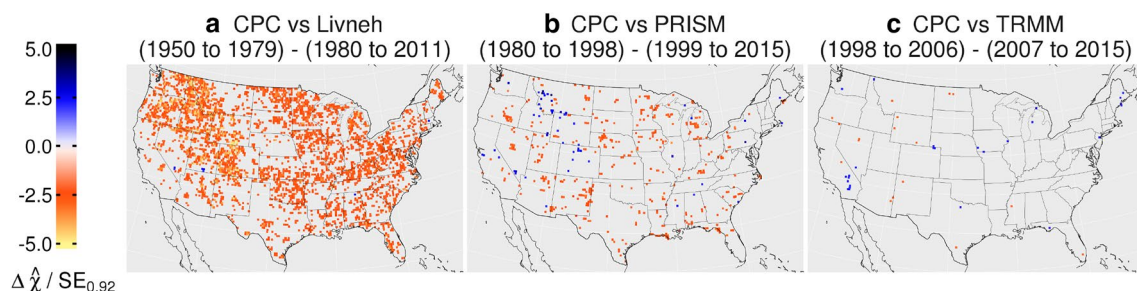 a CPC vs Livneh
(1950 to 1979) - (1980 to 2011)
b CPC vs PRISM
(1980 to 1998) - (1999 to 2015)
c CPC vs TRMM
(1998 to 2006) - (2007 to 2015)
5.0
2.5
0.0
-2.5
-5.0
Δ χ̂ / SE0.92